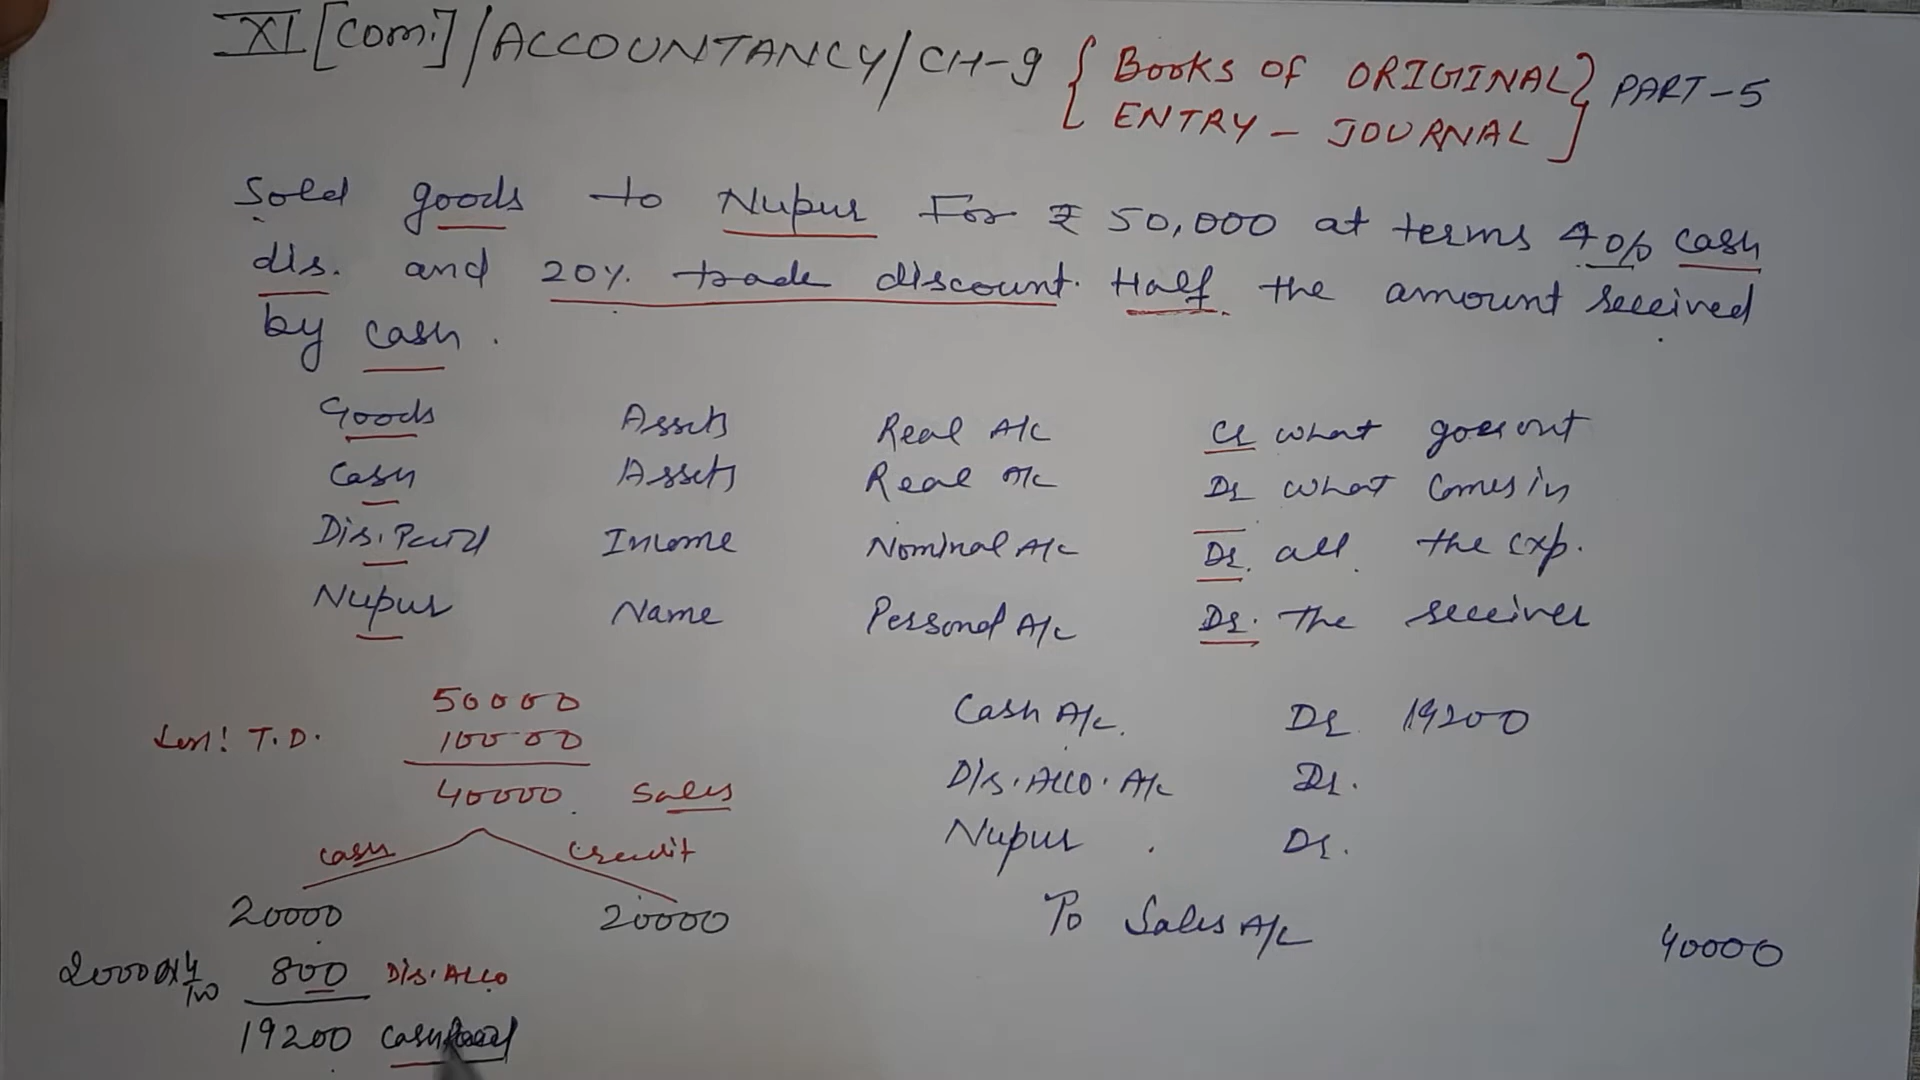 XI [Com.] / ACCOUNTANCY / CH-9 { Books OF ORIGINAL ENTRY - JOURNAL } PART-5
Sold goods to Nupur For ₹ 50,000 at terms 4% cash
dis. and 20% trade discount. Half the amount received
by cash.
Goods Assets Real A/c Cr what goes out
Cash Assets Real A/c Dr what comes in
Dis. Paid Income Nominal A/c Dr. all the exp.
Nupur Name Personal A/c Dr. the receiver
50000
Less: T.D. 10000
40000 Sales
cash credit
20000 20000
20000x4/100 800 Dis. Allo
19200 Cash
Cash A/c. Dr 19200
Dis. Allo. A/c Dr.
Nupur Dr.
To Sales A/c 40000